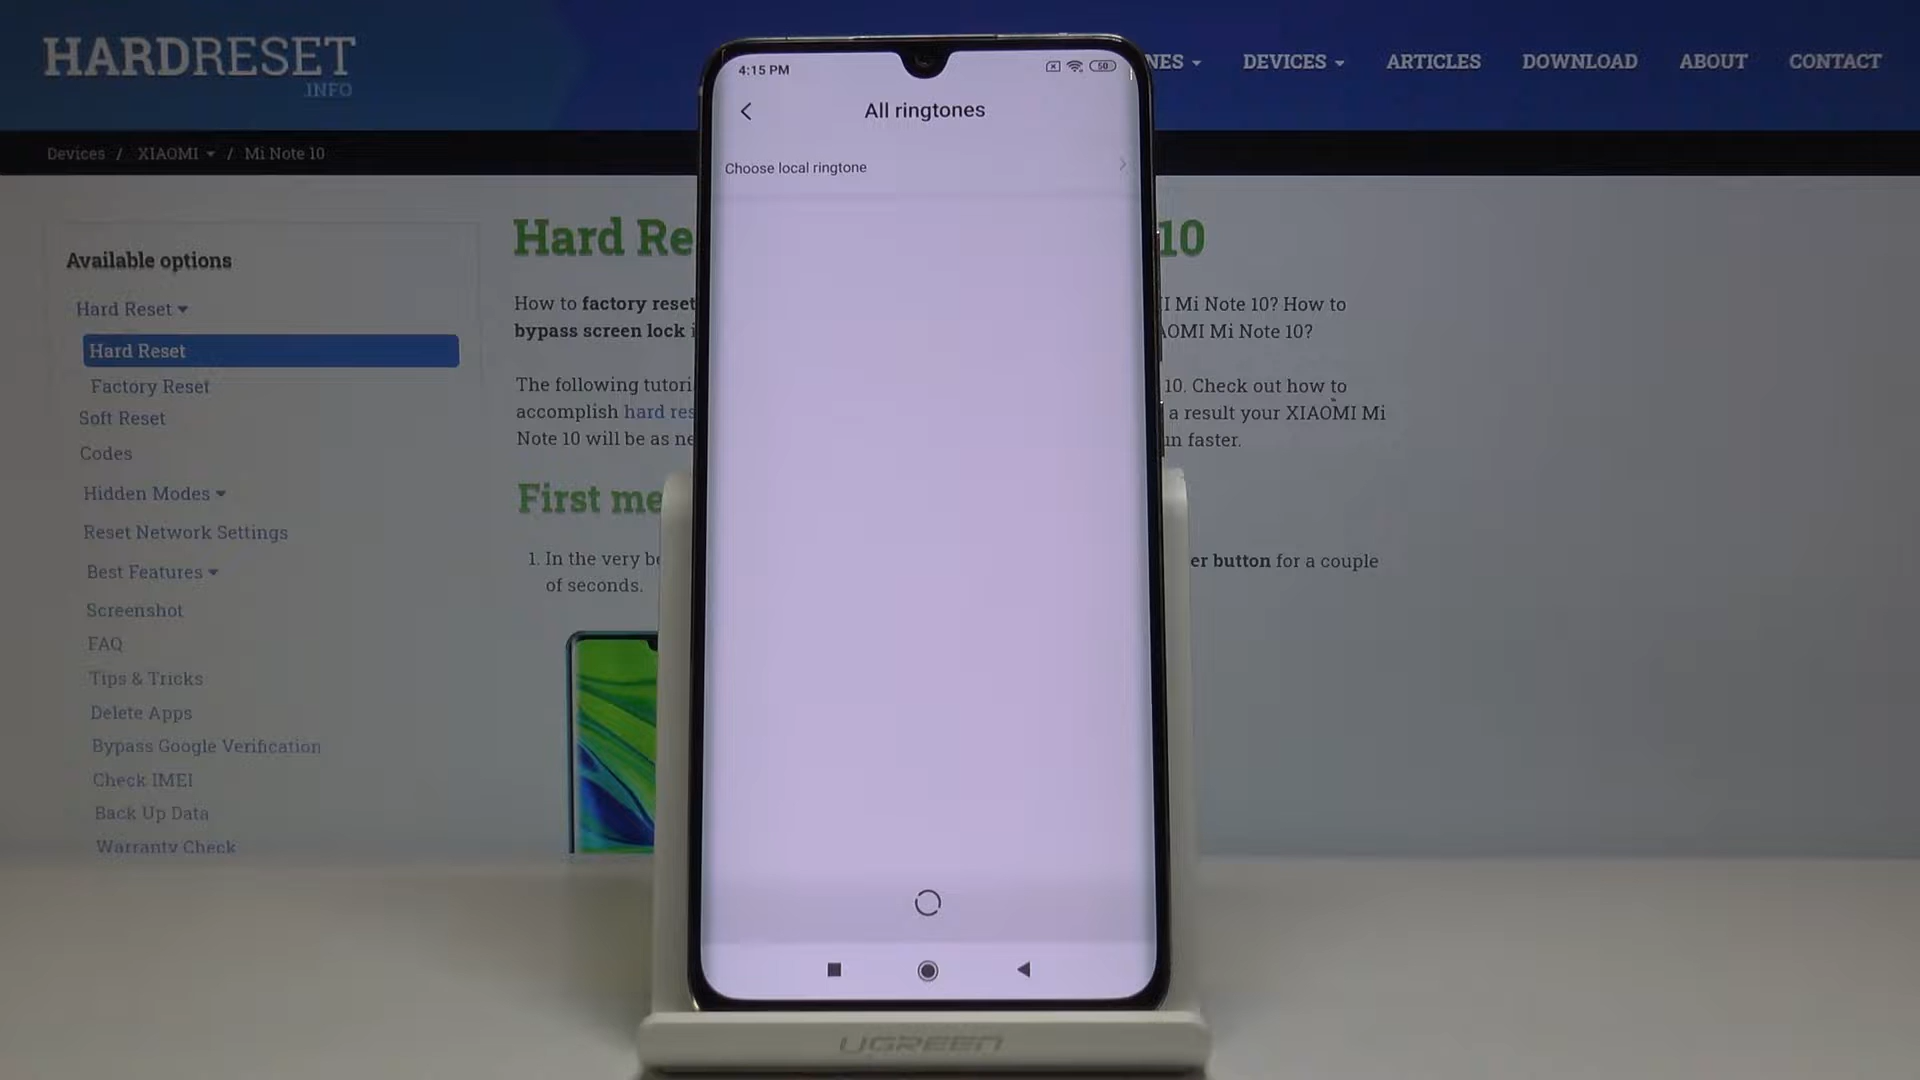 HARDRESET
.INFO
NES
DEVICES
ARTICLES
DOWNLOAD
ABOUT
CONTACT
Devices / XIAOMI / Mi Note 10
Available options
Hard Reset
Hard Reset
Factory Reset
Soft Reset
Codes
Hidden Modes
Reset Network Settings
Best Features
Screenshot
FAQ
Tips & Tricks
Delete Apps
Bypass Google Verification
Check IMEI
Back Up Data
Warranty Check
Hard Re 10
How to factory reset I Mi Note 10? How to
bypass screen lock i AOMI Mi Note 10?
The following tutori 10. Check out how to
accomplish hard res a result your XIAOMI Mi
Note 10 will be as ne un faster.
First me
1. In the very be er button for a couple
of seconds.
4:15 PM
50
All ringtones
Choose local ringtone
UGREEN